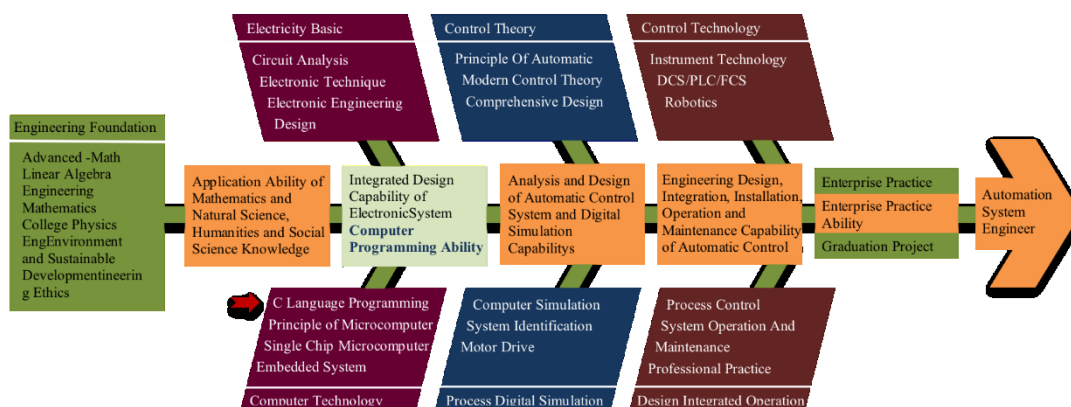 Electricity Basic
Circuit Analysis
Electronic Technique
Electronic Engineering
Design
Control Theory
Principle Of Automatic
Modern Control Theory
Comprehensive Design
Control Technology
Instrument Technology
DCS/PLC/FCS
Robotics
Engineering Foundation
Advanced -Math
Linear Algebra
Engineering
Mathematics
College Physics
EngEnvironment
and Sustainable
Developmentineerin
g Ethics
Application Ability of
Mathematics and
Natural Science,
Humanities and Social
Science Knowledge
Integrated Design
Capability of
ElectronicSystem
Computer
Programming Ability
Analysis and Design
of Automatic Control
System and Digital
Simulation
Capabilitys
Engineering Design,
Integration, Installation,
Operation and
Maintenance Capability
of Automatic Control
Enterprise Practice
Enterprise Practice
Ability
Graduation Project
Automation
System
Engineer
C Language Programming
Principle of Microcomputer
Single Chip Microcomputer
Embedded System
Computer Technology
Computer Simulation
System Identification
Motor Drive
Process Digital Simulation
Process Control
System Operation And
Maintenance
Professional Practice
Design Integrated Operation